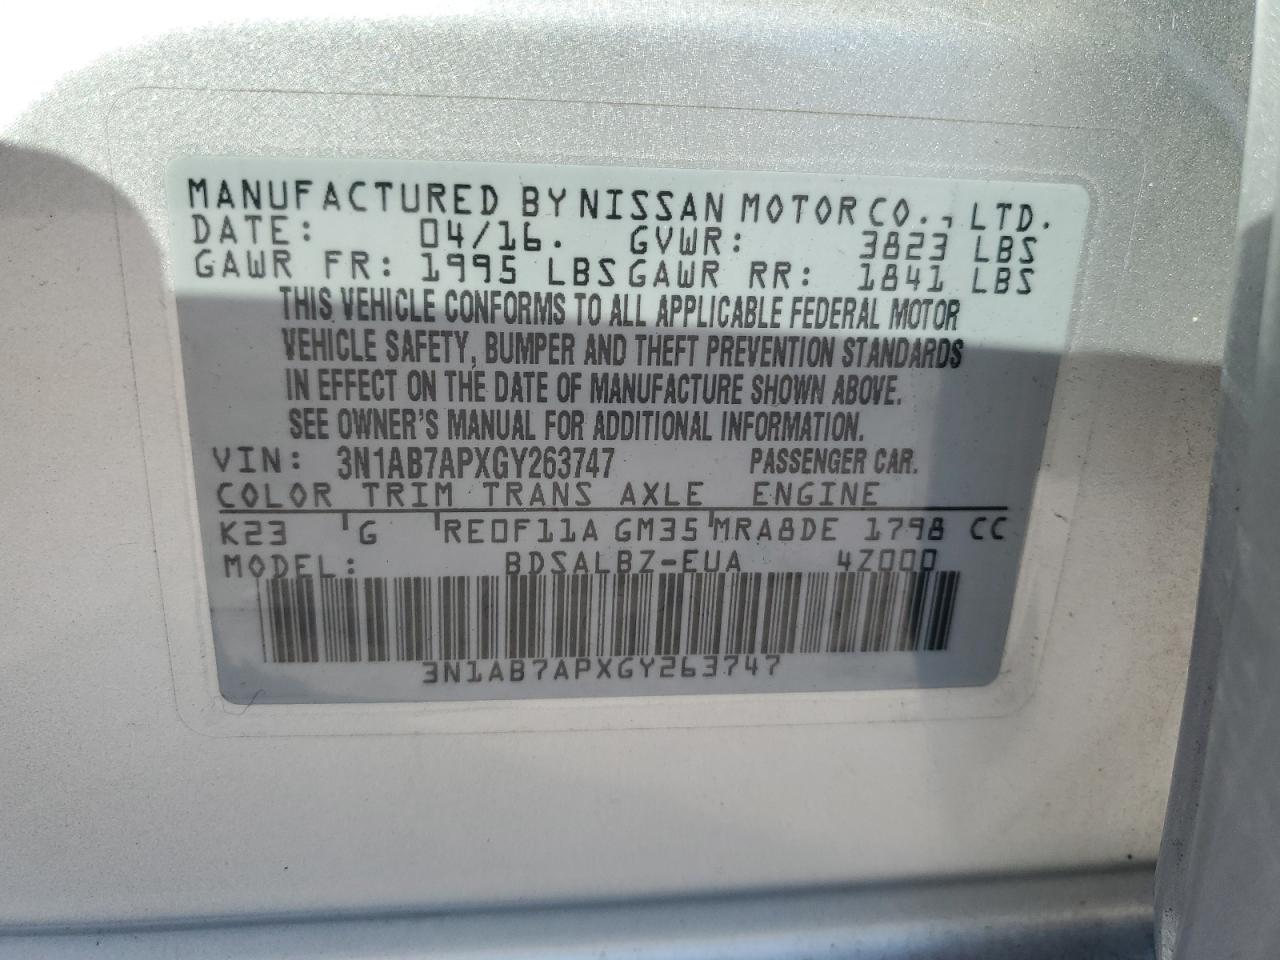 MANUFACTURED BY NISSAN MOTOR CO., LTD.
DATE: 04/16. GVWR: 3823 LBS
GAWR FR: 1995 LBS GAWR RR: 1841 LBS
THIS VEHICLE CONFORMS TO ALL APPLICABLE FEDERAL MOTOR
VEHICLE SAFETY, BUMPER AND THEFT PREVENTION STANDARDS
IN EFFECT ON THE DATE OF MANUFACTURE SHOWN ABOVE.
SEE OWNER'S MANUAL FOR ADDITIONAL INFORMATION.
VIN: 3N1AB7APXGY263747 PASSENGER CAR.
COLOR TRIM TRANS AXLE ENGINE
K23 G RE0F11A GM35 MRA8DE 1798 CC
MODEL: BDSALBZ-EUA 4Z000
3N1AB7APXGY263747